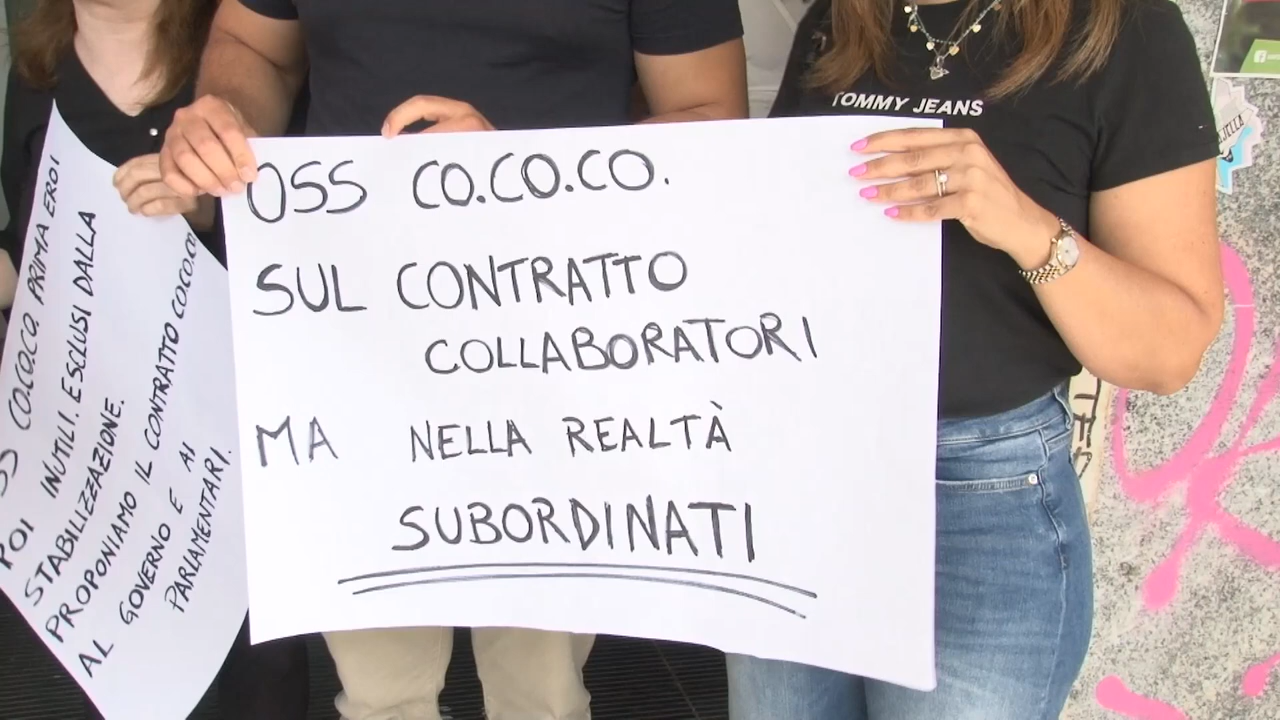 OSS CO.CO.CO. PRIMA EROI
POI INUTILI. ESCLUSI DALLA
STABILIZZAZIONE.
PROPONIAMO IL CONTRATTO CO.CO.CO.
AL GOVERNO E AI
PARLAMENTARI.
OSS CO.CO.CO.
SUL CONTRATTO
COLLABORATORI
MA NELLA REALTÀ
SUBORDINATI
TOMMY JEANS